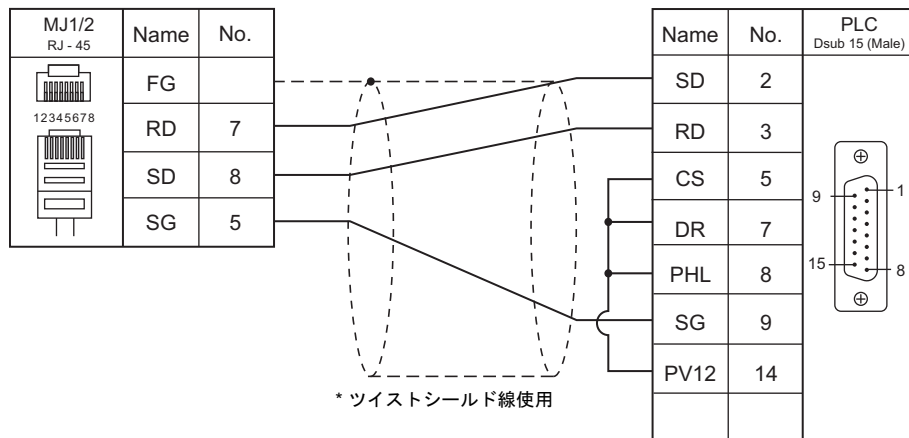 MJ1/2
RJ - 45
Name No.
FG
RD 7
SD 8
SG 5
12345678
Name No.
PLC
Dsub 15 (Male)
SD 2
RD 3
CS 5
DR 7
PHL 8
SG 9
PV12 14
9 1
15 8
* ツイストシールド線使用